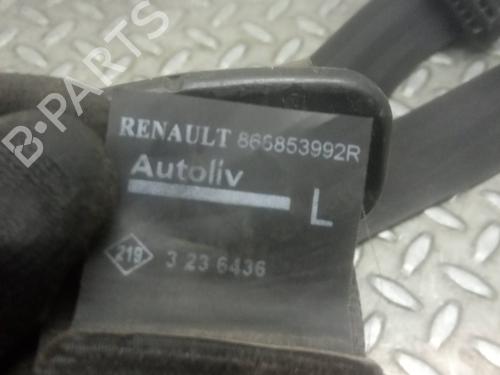 RENAULT 866853992R
Autoliv
L
219 3 23 6436
B-PARTS